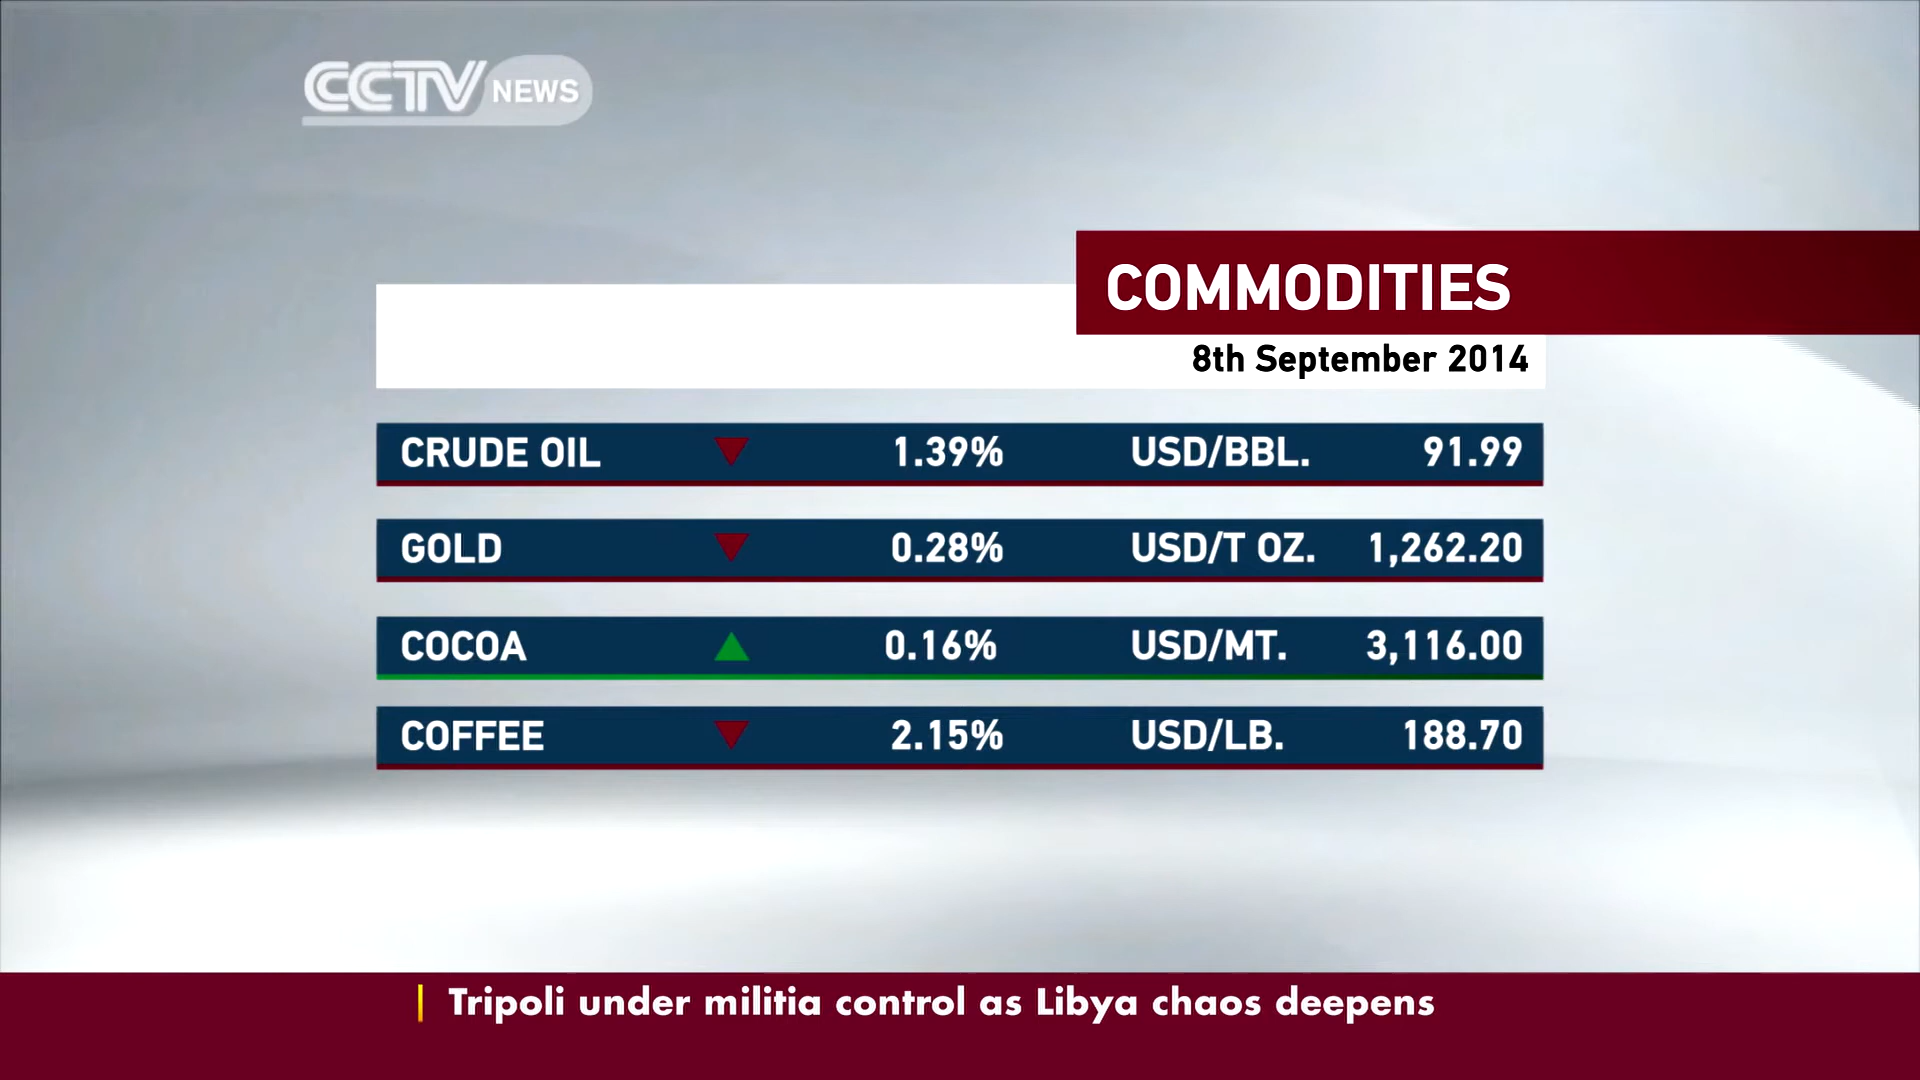 CCTV NEWS
COMMODITIES
8th September 2014
CRUDE OIL 1.39% USD/BBL. 91.99
GOLD 0.28% USD/T OZ. 1,262.20
COCOA 0.16% USD/MT. 3,116.00
COFFEE 2.15% USD/LB. 188.70
Tripoli under militia control as Libya chaos deepens